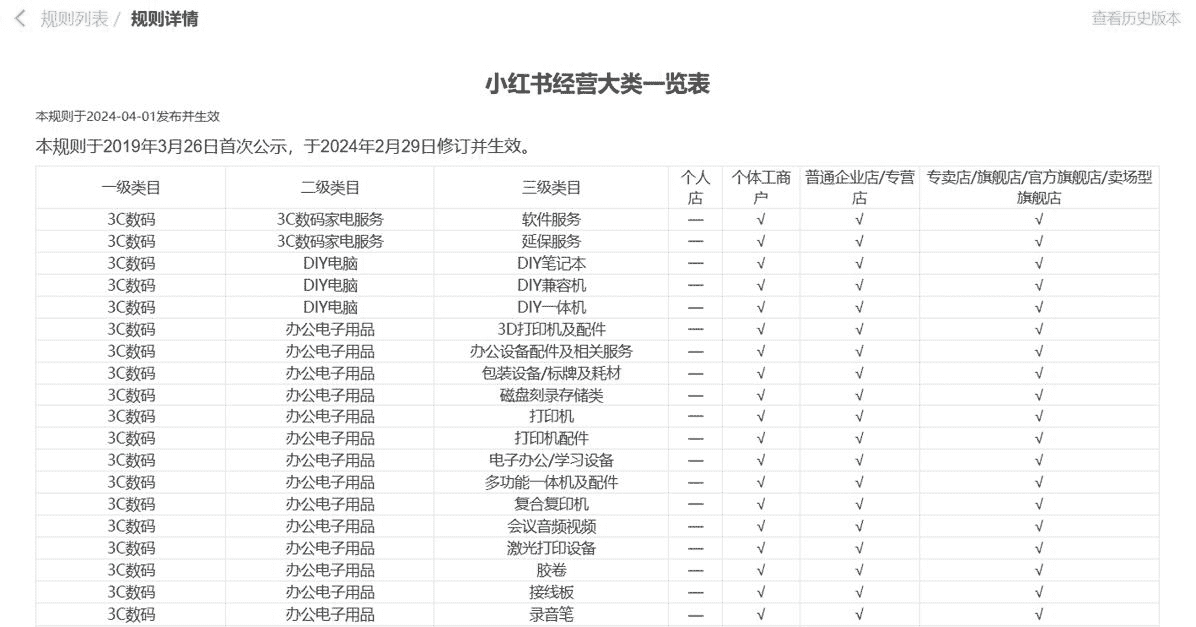 规则列表 / 规则详情
查看历史版本
小红书经营大类一览表
本规则于2024-04-01发布并生效
本规则于2019年3月26日首次公示，于2024年2月29日修订并生效。
一级类目 二级类目 三级类目 个人店 个体工商户 普通企业店/专营店 专卖店/旗舰店/官方旗舰店/卖场型旗舰店
3C数码 3C数码家电服务 软件服务 — √ √ √
3C数码 3C数码家电服务 延保服务 — √ √ √
3C数码 DIY电脑 DIY笔记本 — √ √ √
3C数码 DIY电脑 DIY兼容机 — √ √ √
3C数码 DIY电脑 DIY一体机 — √ √ √
3C数码 办公电子用品 3D打印机及配件 — √ √ √
3C数码 办公电子用品 办公设备配件及相关服务 — √ √ √
3C数码 办公电子用品 包装设备/标牌及耗材 — √ √ √
3C数码 办公电子用品 磁盘刻录存储类 — √ √ √
3C数码 办公电子用品 打印机 — √ √ √
3C数码 办公电子用品 打印机配件 — √ √ √
3C数码 办公电子用品 电子办公/学习设备 — √ √ √
3C数码 办公电子用品 多功能一体机及配件 — √ √ √
3C数码 办公电子用品 复合复印机 — √ √ √
3C数码 办公电子用品 会议音频视频 — √ √ √
3C数码 办公电子用品 激光打印设备 — √ √ √
3C数码 办公电子用品 胶卷 — √ √ √
3C数码 办公电子用品 接线板 — √ √ √
3C数码 办公电子用品 录音笔 — √ √ √